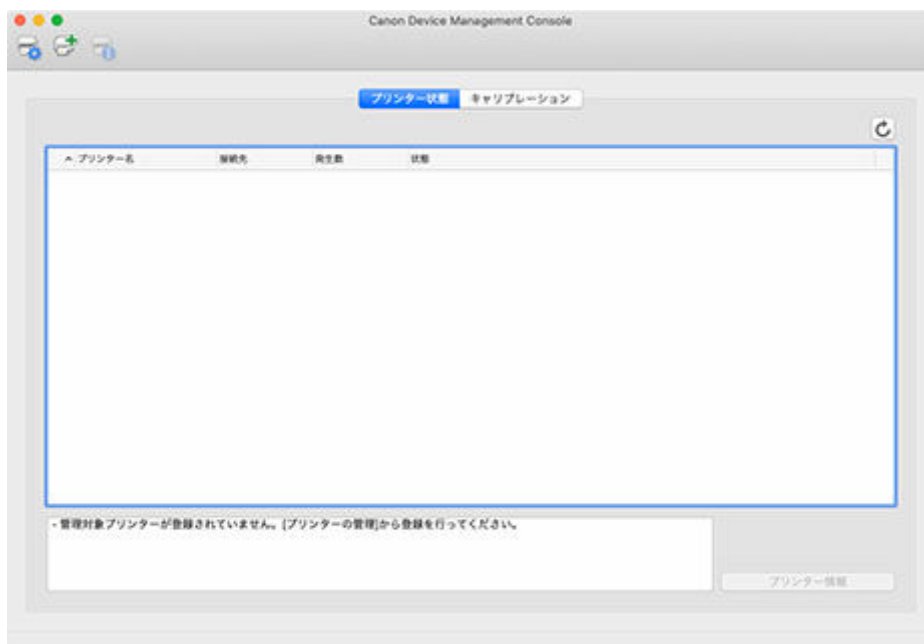 Canon Device Management Console
プリンター状態 キャリブレーション
プリンター名 接続先 発生数 状態
- 管理対象プリンターが登録されていません。[プリンターの管理]から登録を行ってください。
プリンター情報